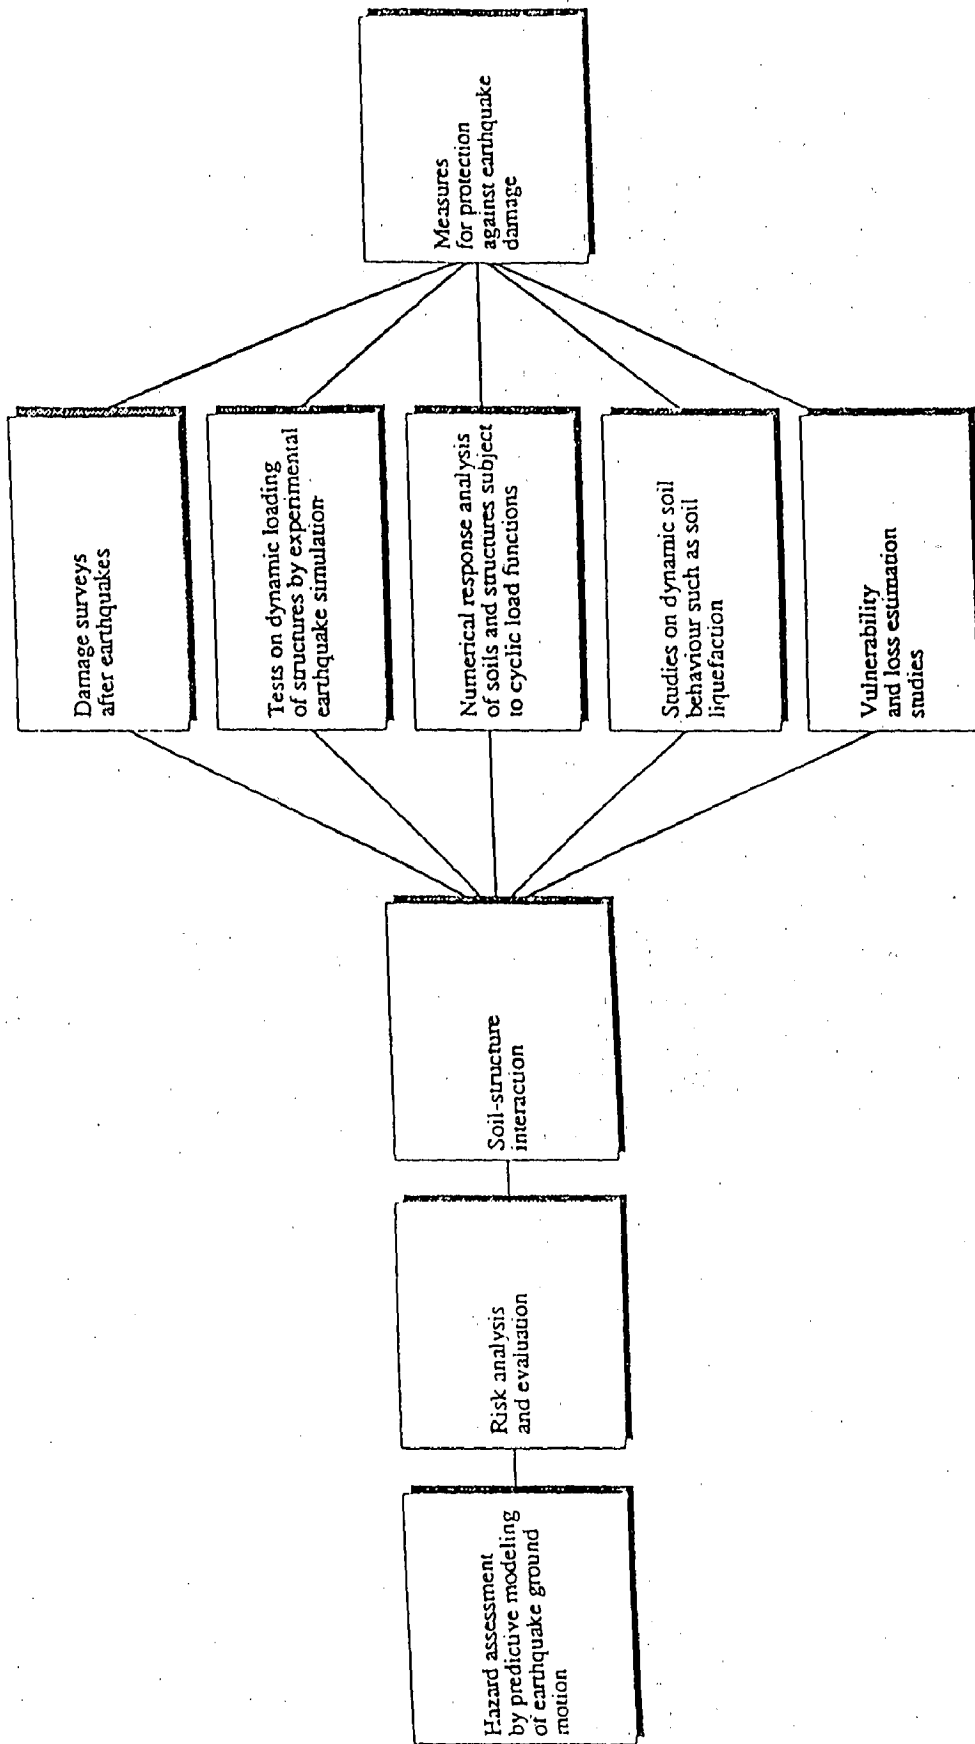 Hazard assessment
by predictive modeling
of earthquake ground
motion
Risk analysis
and evaluation
Soil-structure
interaction
Damage surveys
after earthquakes
Tests on dynamic loading
of structures by experimental
earthquake simulation
Numerical response analysis
of soils and structures subject
to cyclic load functions
Studies on dynamic soil
behaviour such as soil
liquefaction
Vulnerability
and loss estimation
studies
Measures
for protection
against earthquake
damage